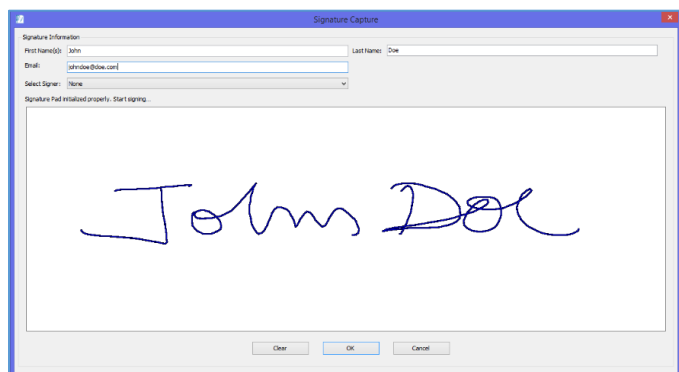 Signature Capture
Signature Information
First Name(s): John Last Name: Doe
Email: johndoe@doe.com
Select Signer: None
Signature Pad initialized properly. Start signing...
John Doe
Clear OK Cancel